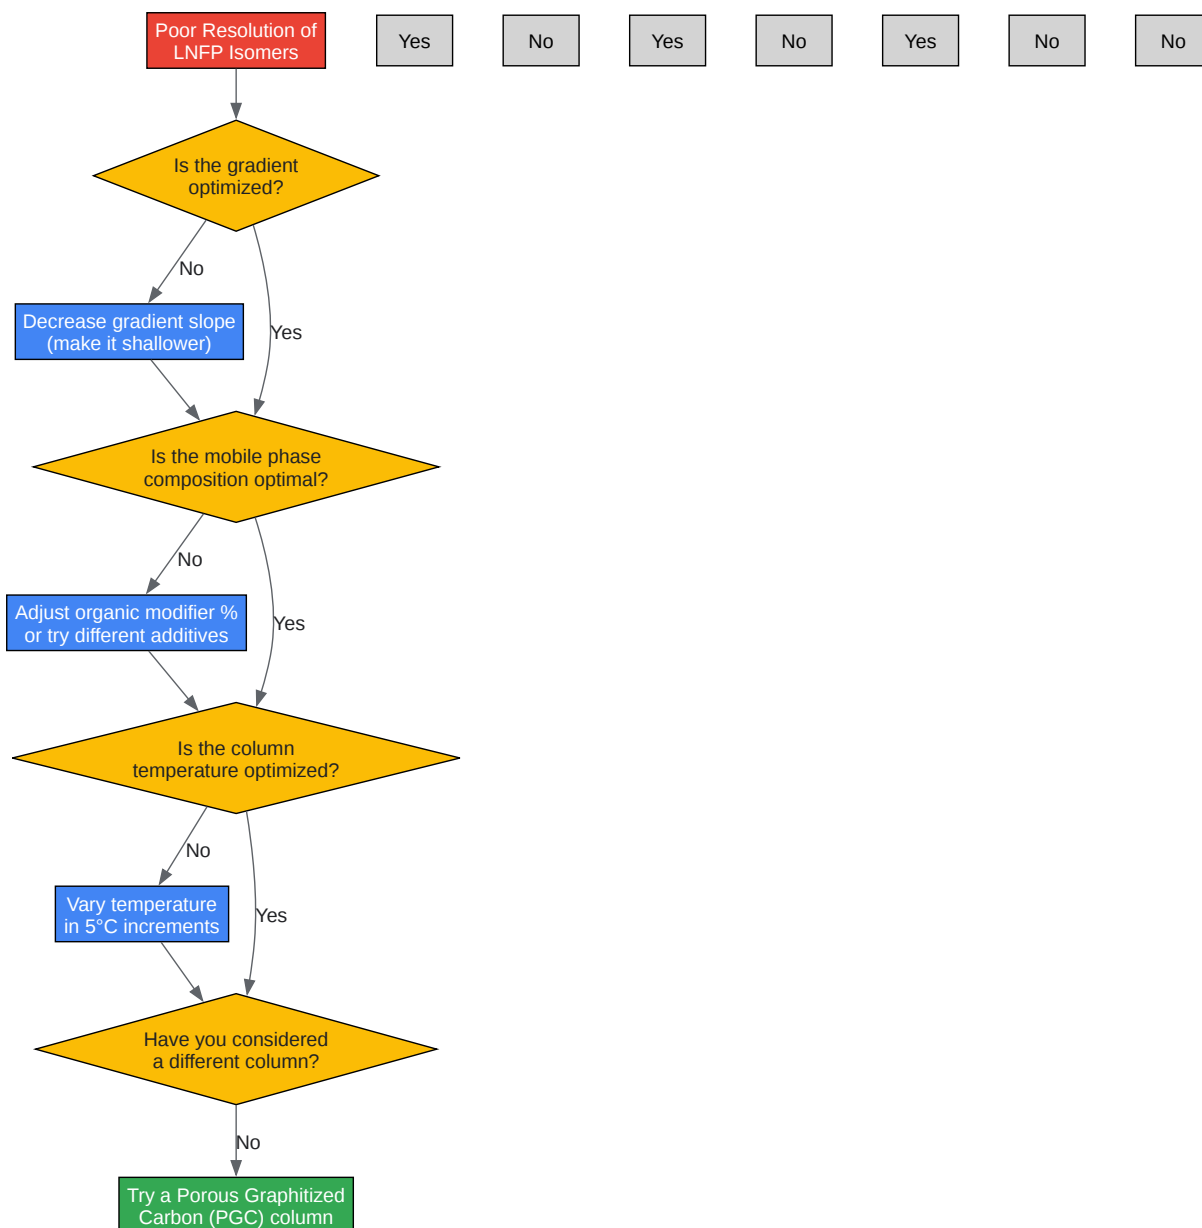 Poor Resolution of
LNFP Isomers
Yes
No
Yes
No
Yes
No
No
Is the gradient
optimized?
No
Decrease gradient slope
(make it shallower)
Yes
Is the mobile phase
composition optimal?
No
Adjust organic modifier %
or try different additives
Yes
Is the column
temperature optimized?
No
Vary temperature
in 5°C increments
Yes
Have you considered
a different column?
No
Try a Porous Graphitized
Carbon (PGC) column